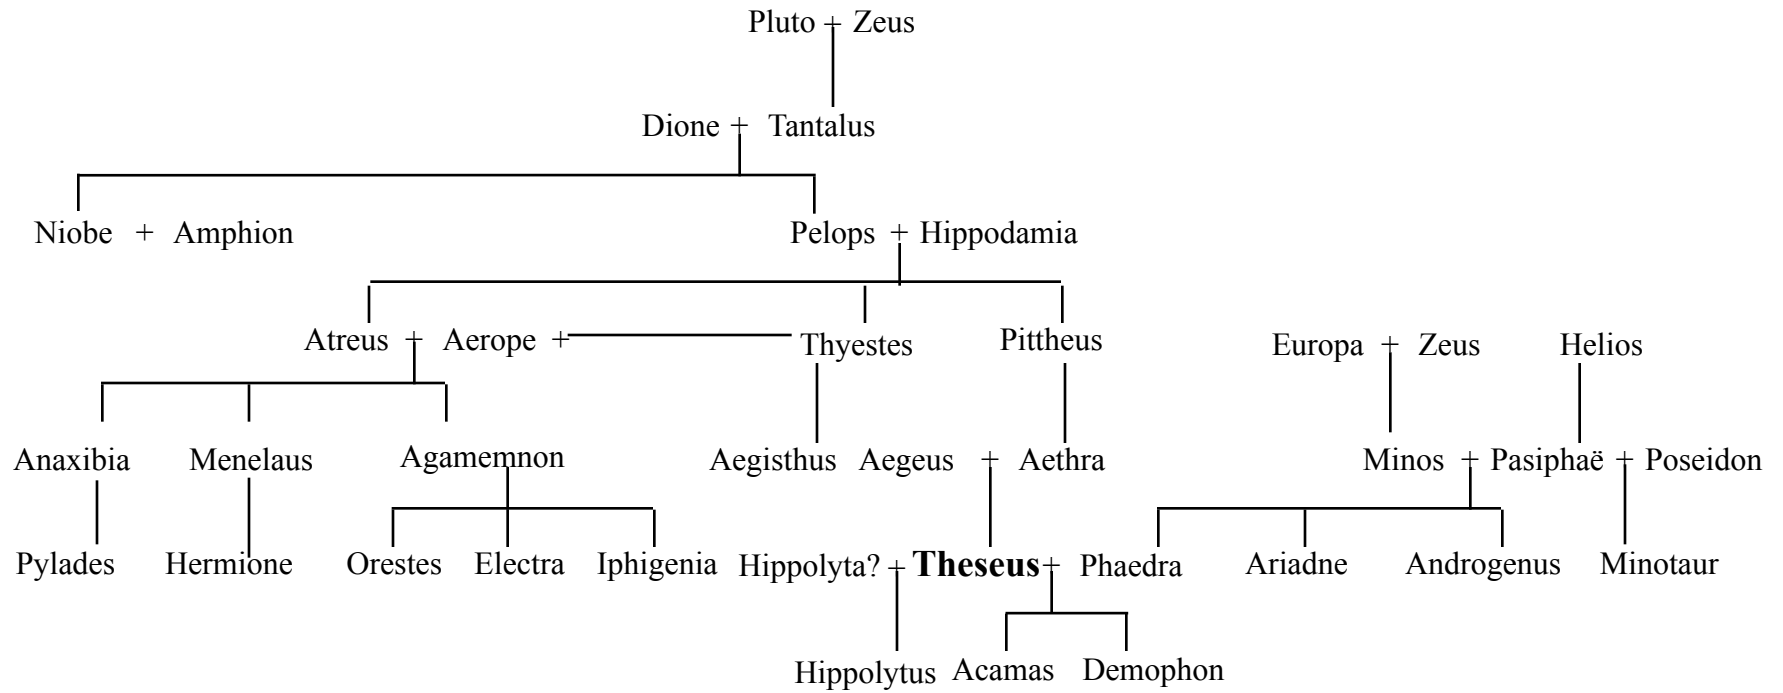 Pluto + Zeus
Dione + Tantalus
Niobe + Amphion Pelops + Hippodamia
Atreus + Aerope + Thyestes Pittheus Europa + Zeus Helios
Anaxibia Menelaus Agamemnon Aegisthus Aegeus + Aethra Minos + Pasiphaë + Poseidon
Pylades Hermione Orestes Electra Iphigenia Hippolyta? + Theseus + Phaedra Ariadne Androgenus Minotaur
Hippolytus Acamas Demophon